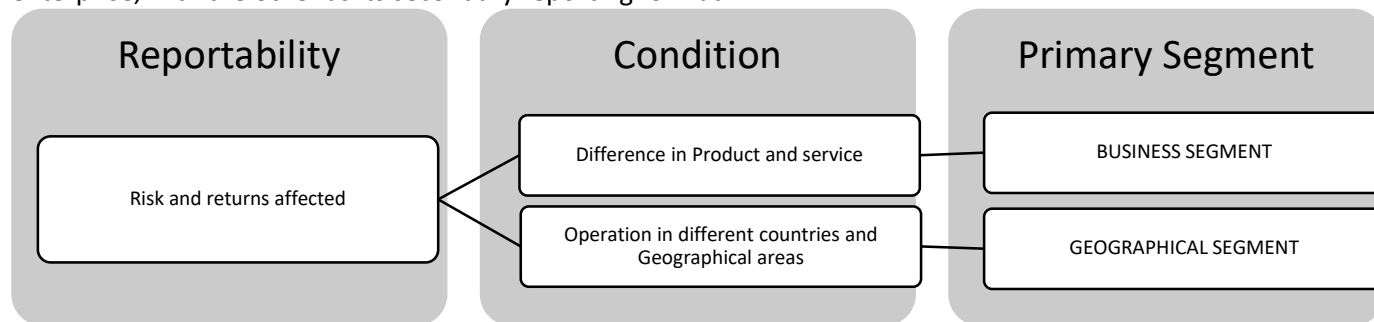 Reportability
Condition
Primary Segment
Risk and returns affected
Difference in Product and service
BUSINESS SEGMENT
Operation in different countries and
Geographical areas
GEOGRAPHICAL SEGMENT